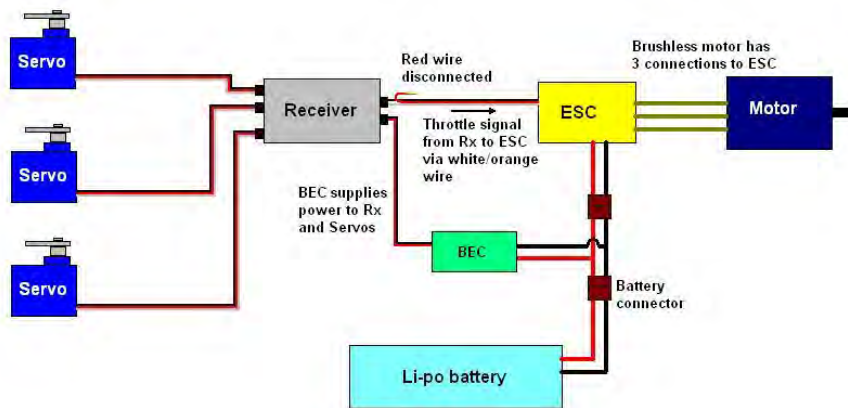 Servo
Servo
Servo
Receiver
Red wire
disconnected
Throttle signal
from Rx to ESC
via white/orange
wire
BEC supplies
power to Rx
and Servos
BEC
ESC
Brushless motor has
3 connections to ESC
Motor
Battery
connector
Li-po battery